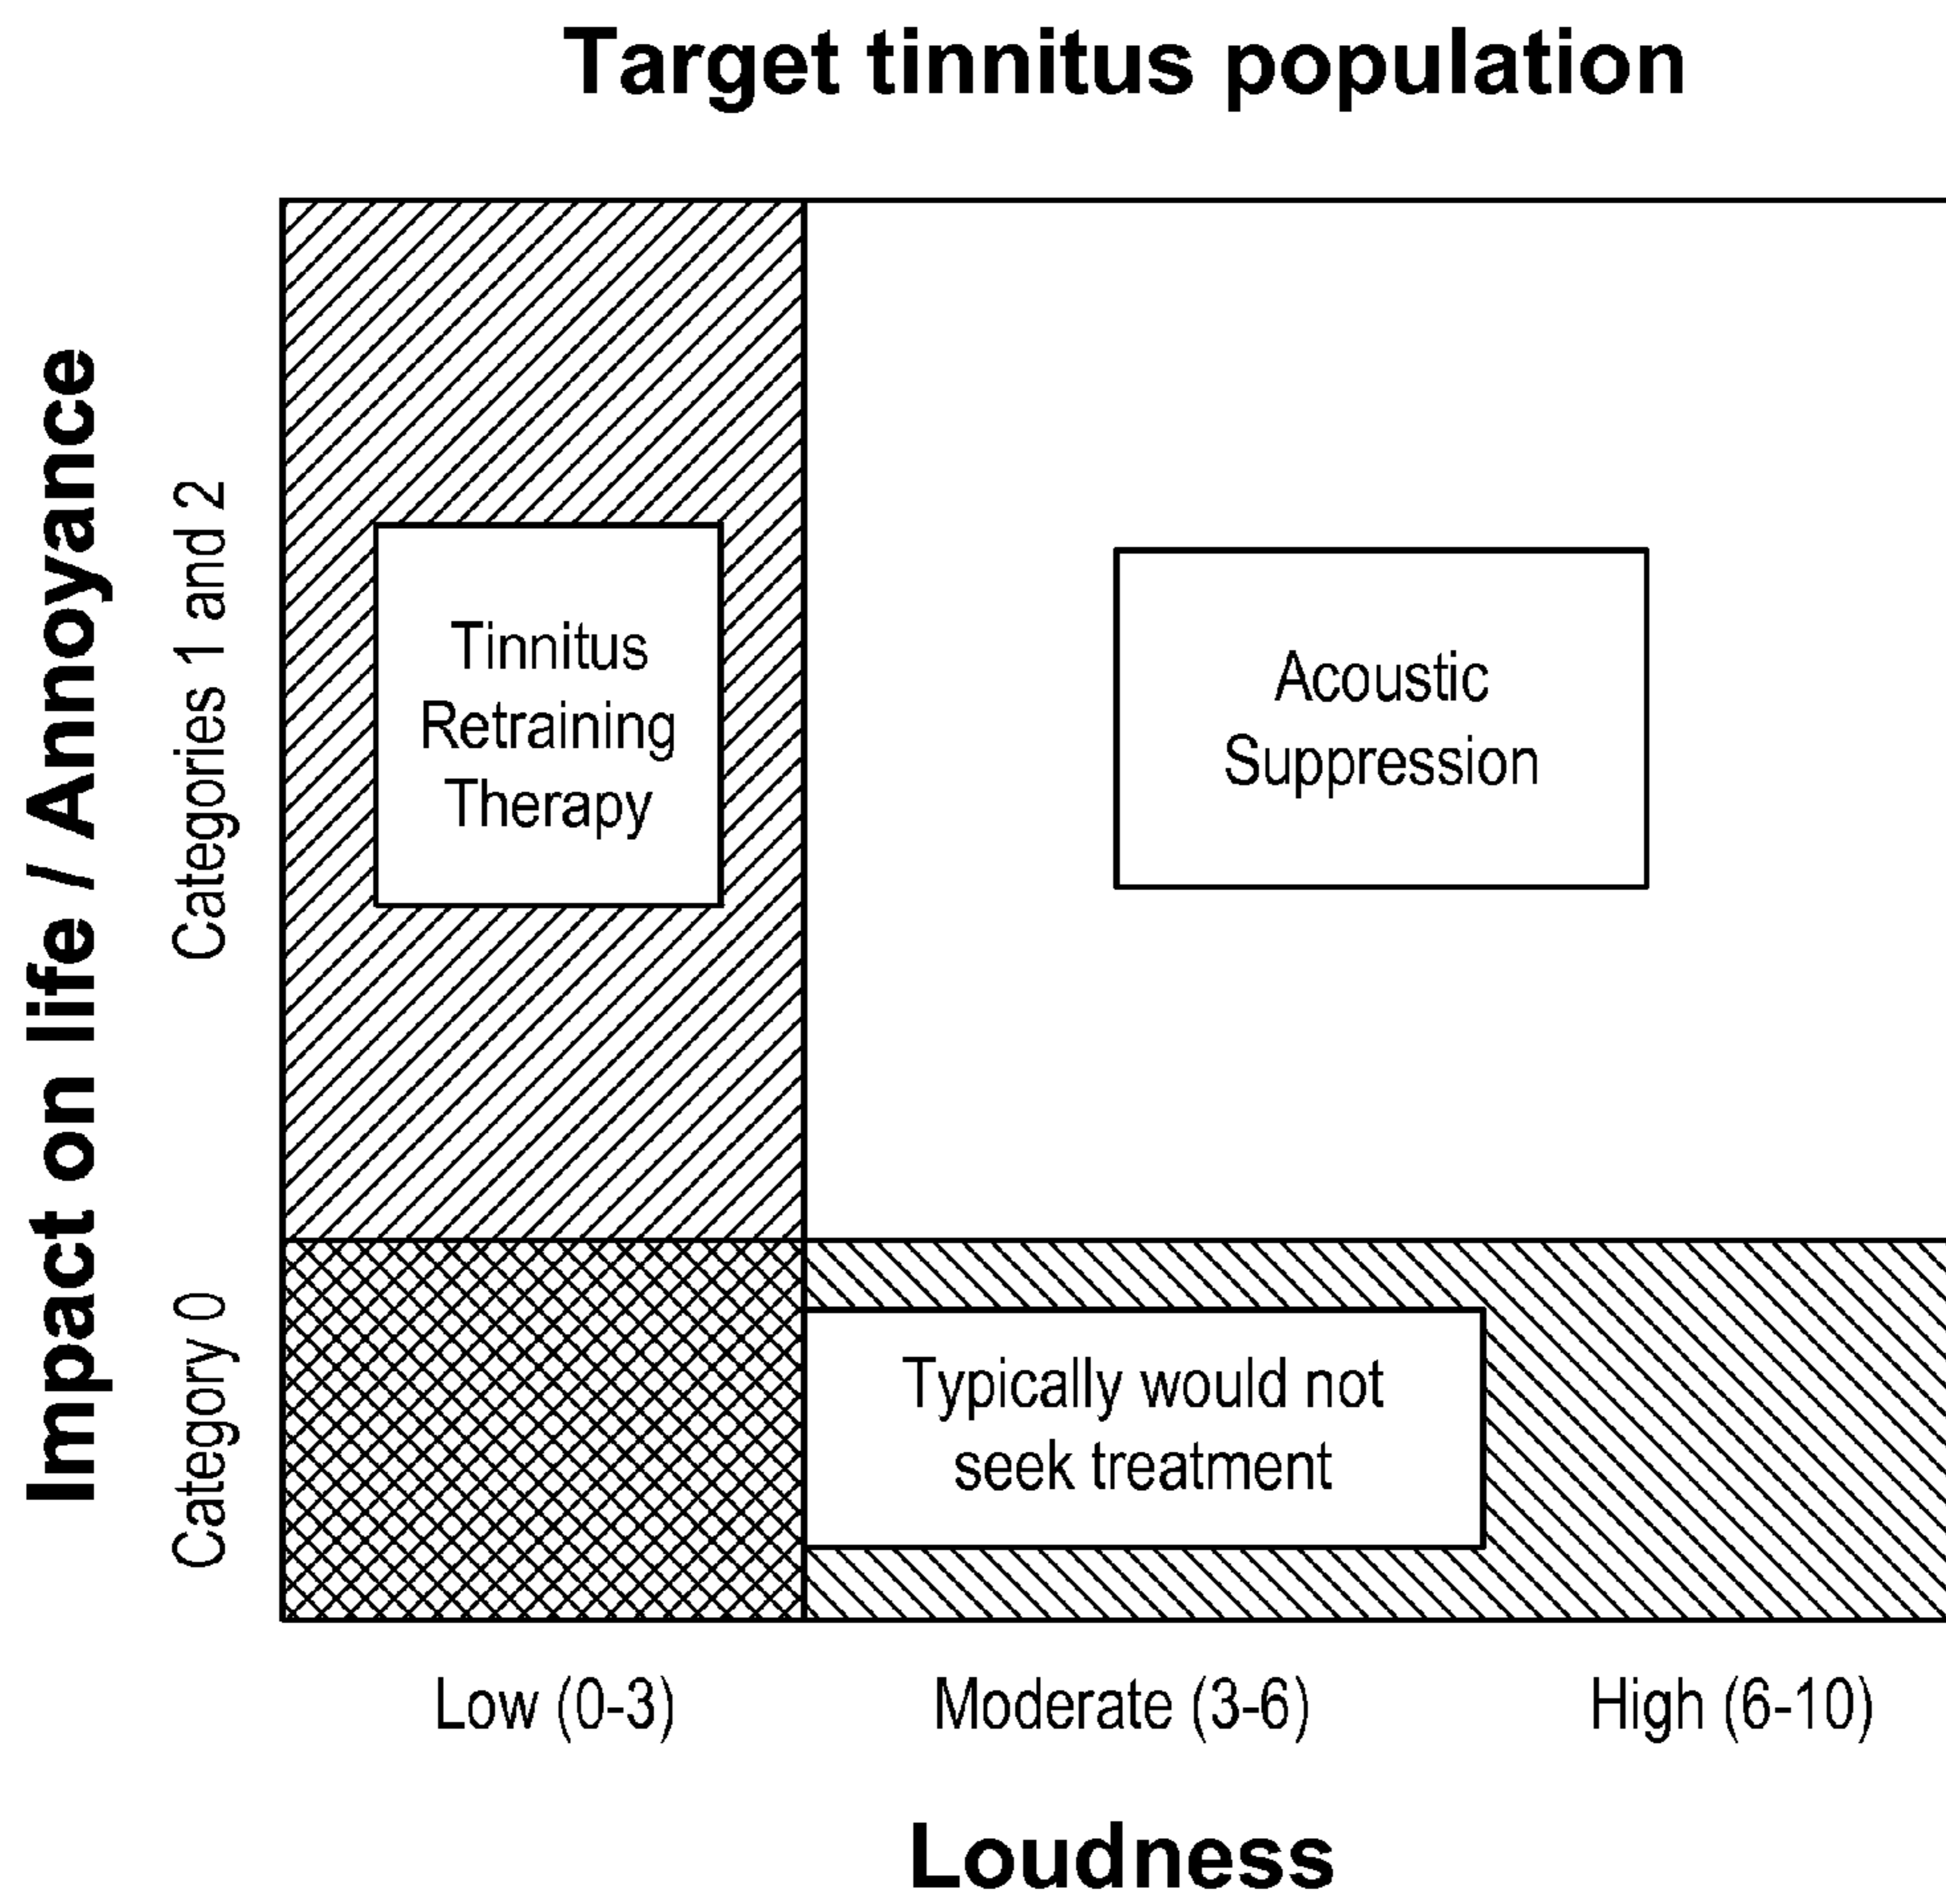 Target tinnitus population
Impact on life / Annoyance
Categories 1 and 2
Category 0
Tinnitus
Retraining
Therapy
Acoustic
Suppression
Typically would not
seek treatment
Low (0-3)
Moderate (3-6)
High (6-10)
Loudness